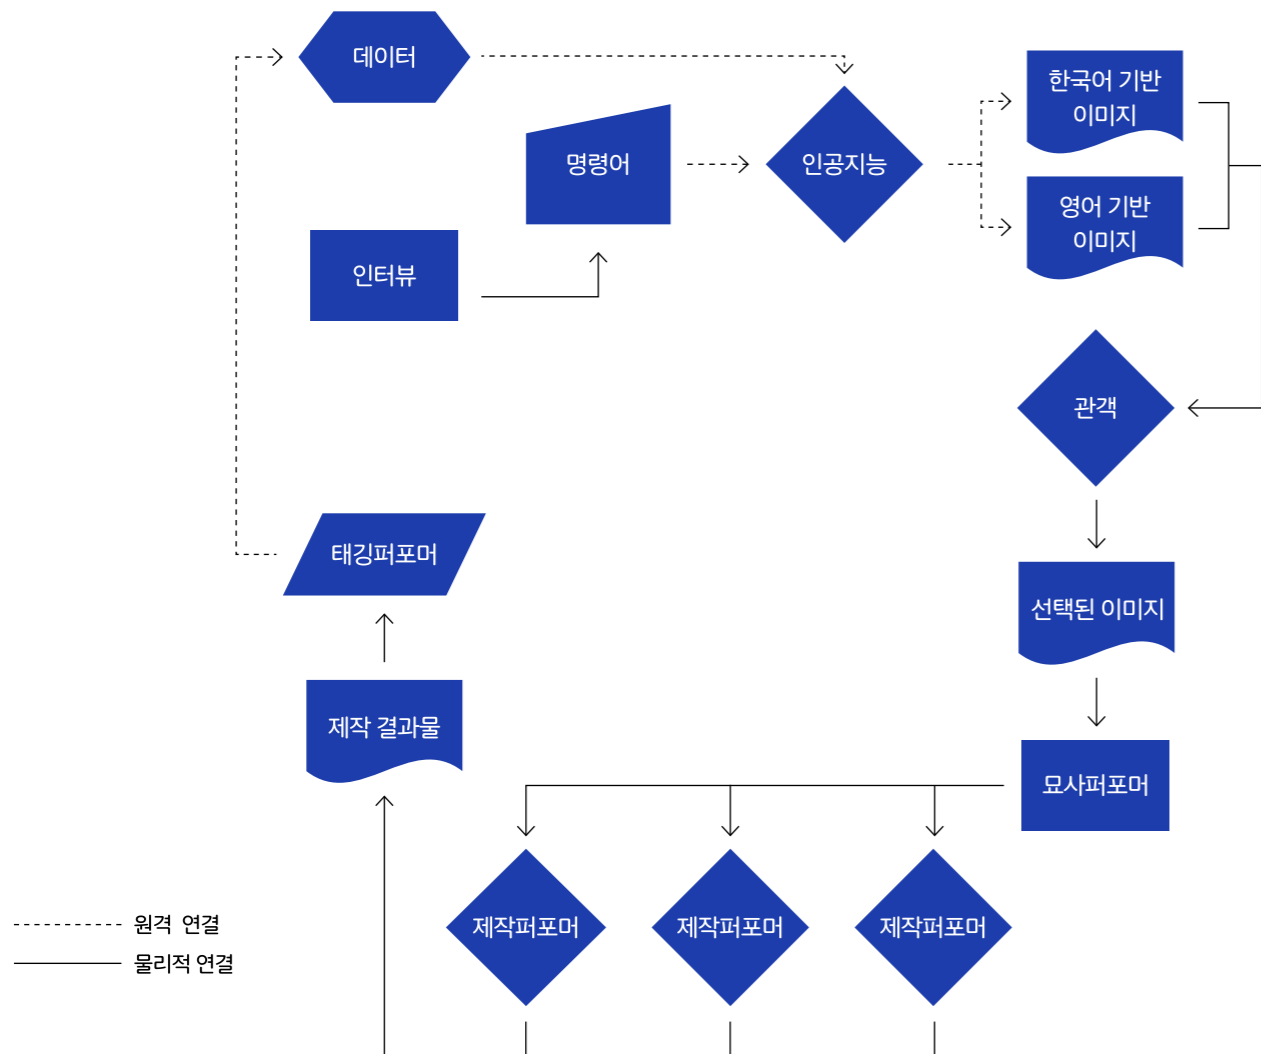 데이터
한국어 기반
이미지
명령어
인공지능
영어 기반
이미지
인터뷰
관객
태깅퍼포머
선택된 이미지
제작 결과물
묘사퍼포머
제작퍼포머
제작퍼포머
제작퍼포머
원격 연결
물리적 연결